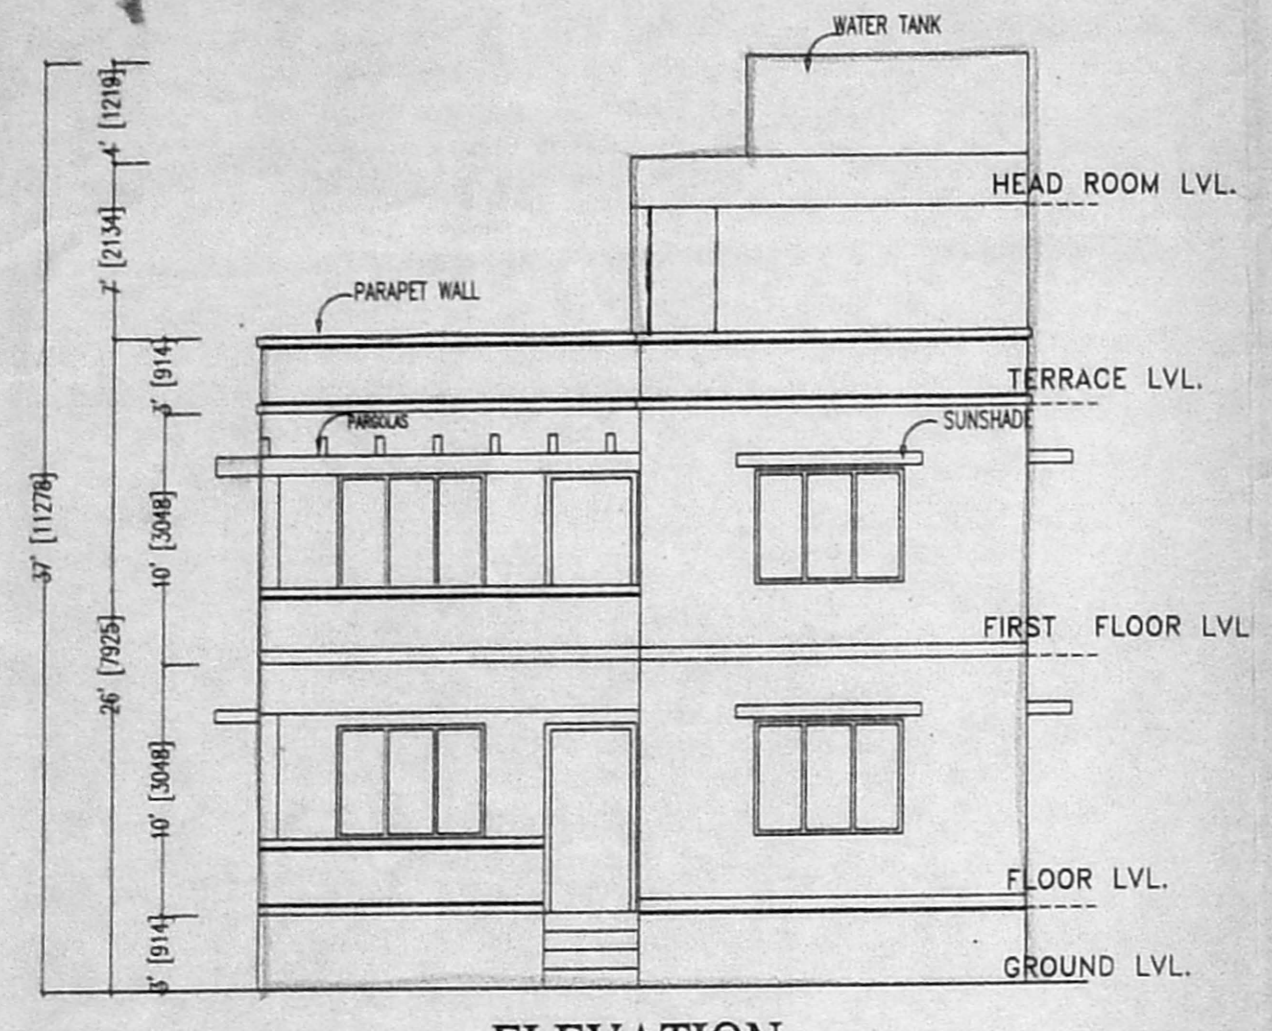 WATER TANK
4' [1219]
HEAD ROOM LVL.
7' [2134]
PARAPET WALL
3' [914]
TERRACE LVL.
PARGOLAS
SUNSHADE
37' [11278]
10' [3048]
FIRST FLOOR LVL
26' [7925]
10' [3048]
FLOOR LVL.
3' [914]
GROUND LVL.
ELEVATION